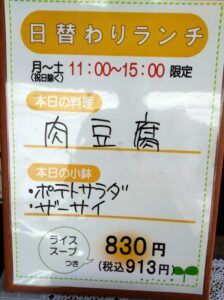 日替わりランチ
月～土 11:00～15:00 限定
(祝日除く)
本日の料理
肉豆腐
本日の小鉢
・ポテトサラダ
・ザーサイ
ライス
スープ
つき
830円
(税込913円)